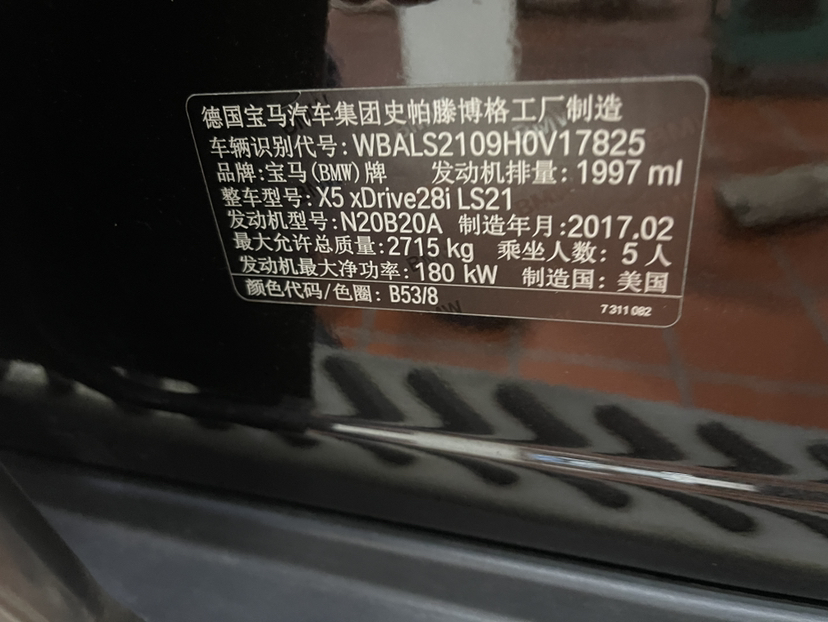 德国宝马汽车集团史帕滕博格工厂制造
车辆识别代号: WBALS2109H0V17825
品牌:宝马(BMW)牌 发动机排量: 1997 ml
整车型号: X5 xDrive28i LS21
发动机型号:N20B20A 制造年月:2017.02
最大允许总质量:2715 kg 乘坐人数: 5 人
发动机最大净功率: 180 kW 制造国: 美国
颜色代码/色圈: B53/8
7 311 082